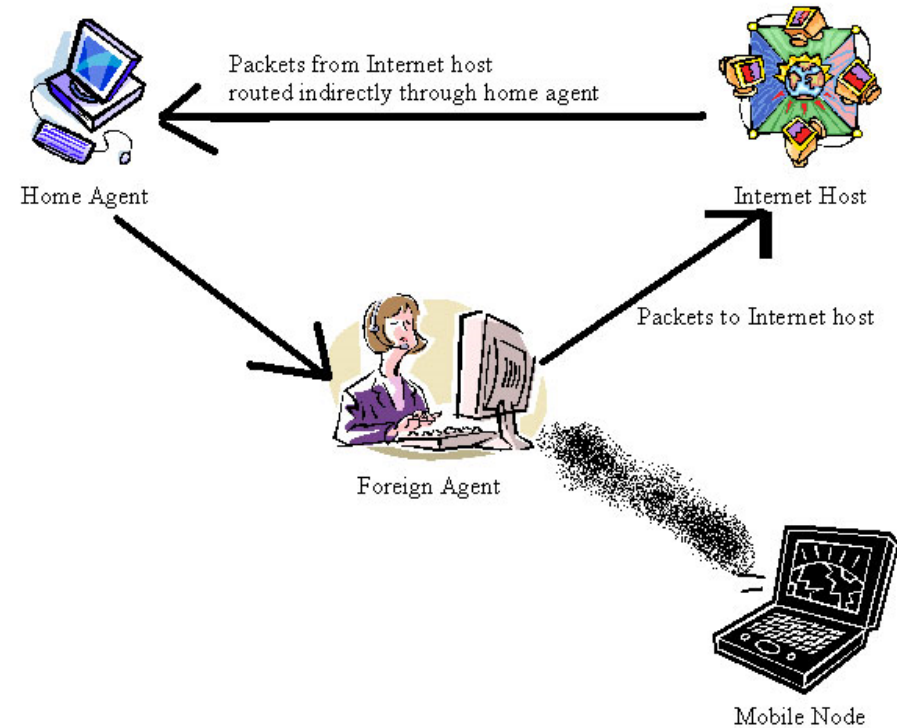 Packets from Internet host
routed indirectly through home agent
Home Agent
Internet Host
Packets to Internet host
Foreign Agent
Mobile Node